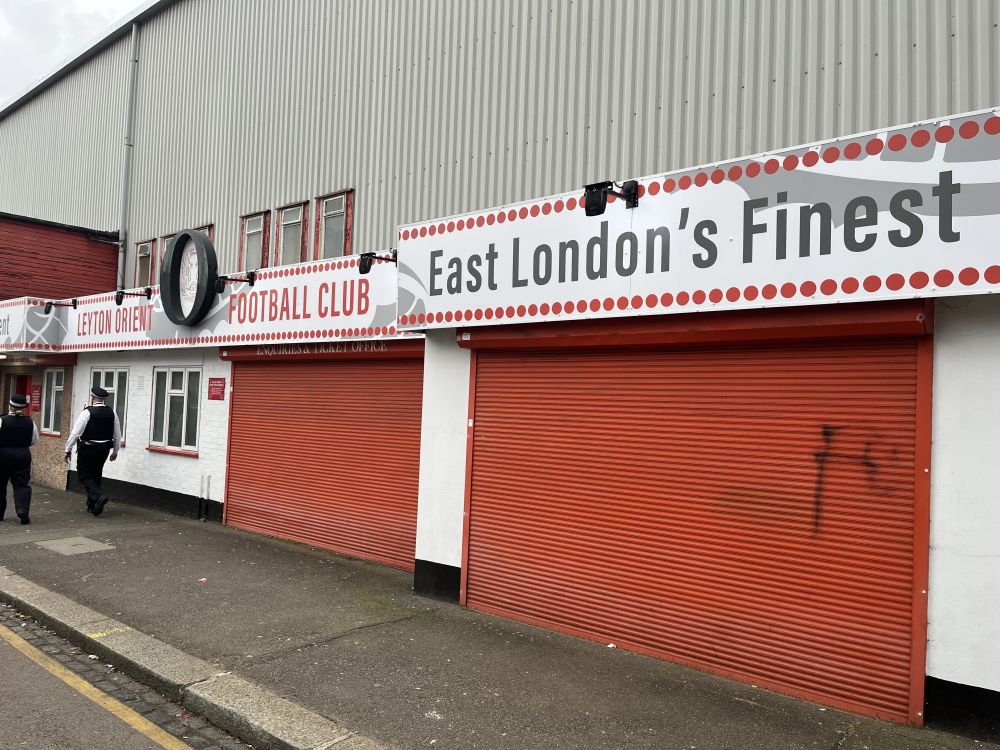 ent
LEYTON ORIENT
FOOTBALL CLUB
East London's Finest
ENQUIRIES & TICKET OFFICE